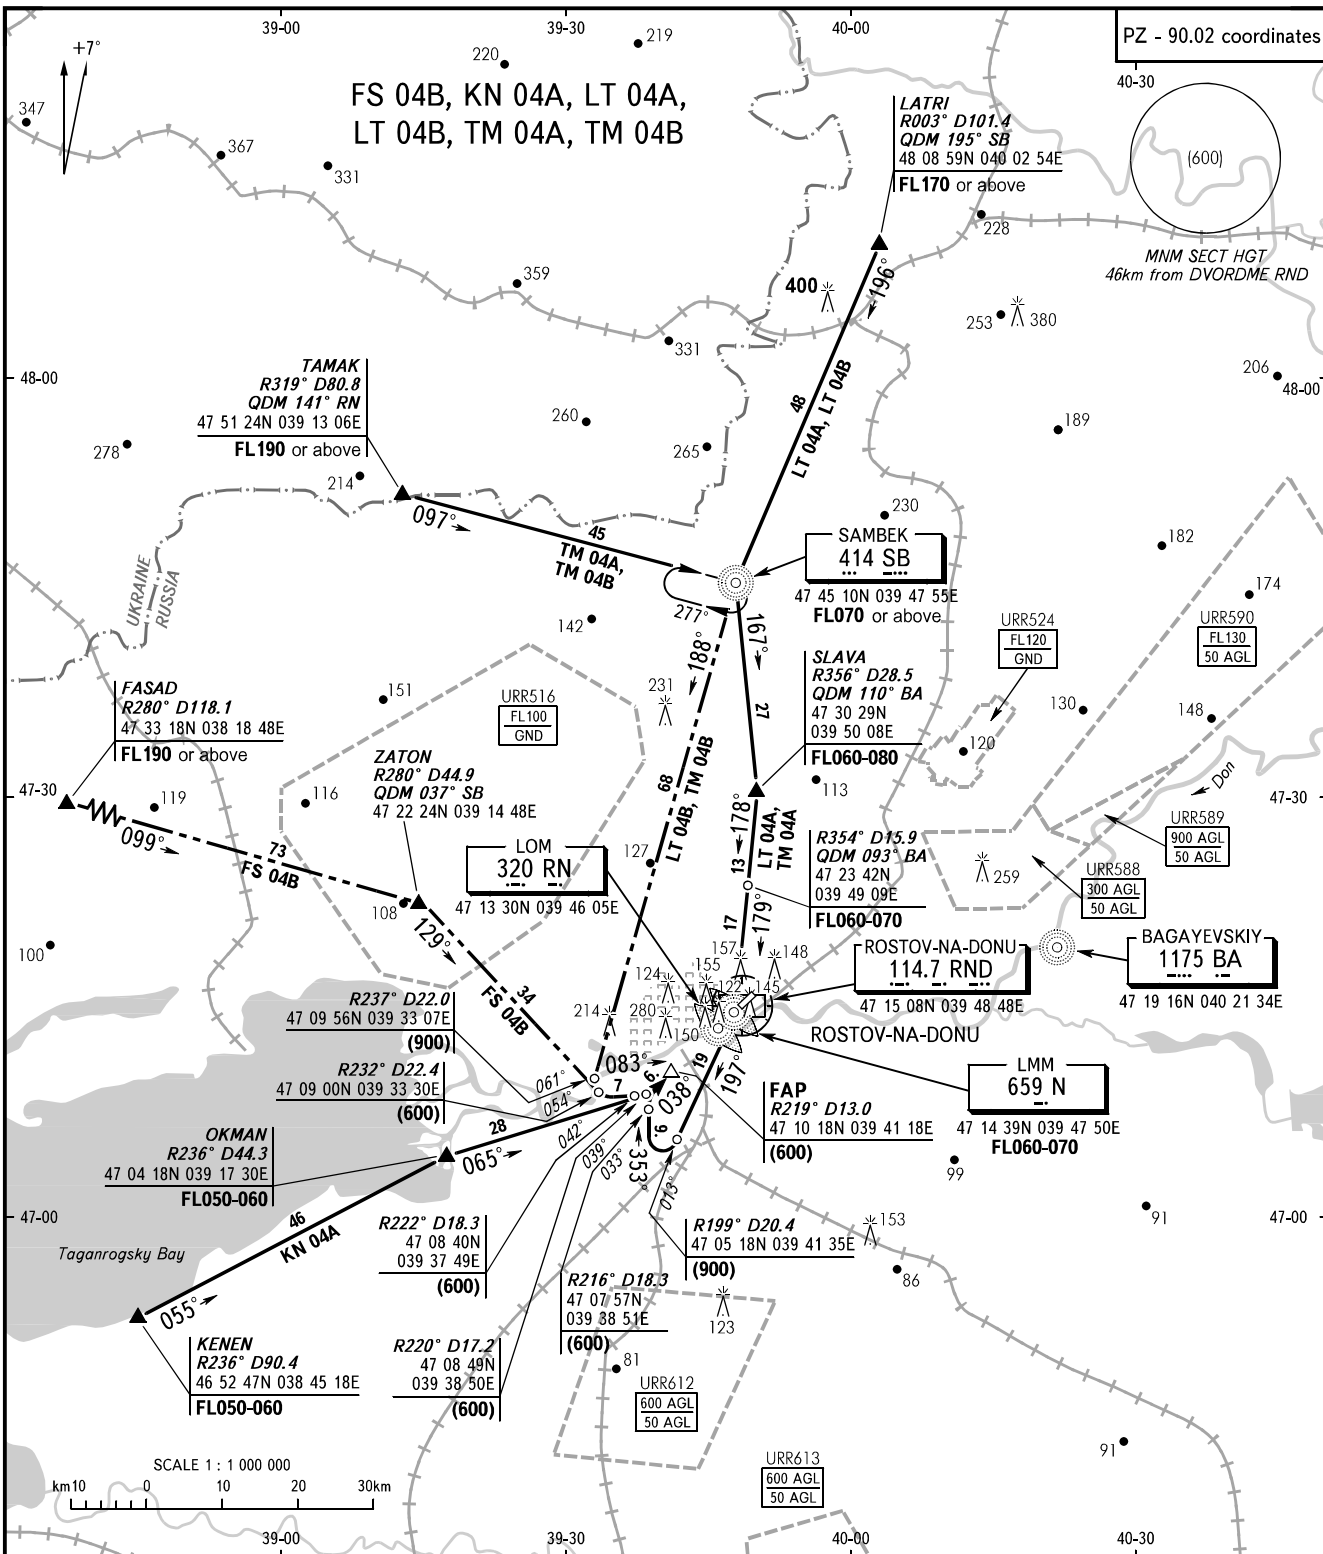 39-00
39-30
40-00
PZ - 90.02 coordinates
+7°
219
220
40-30
FS 04B, KN 04A, LT 04A,
LT 04B, TM 04A, TM 04B
347
367
331
LATRI
R003° D101.4
QDM 195° SB
48 08 59N 040 02 54E
FL170 or above
(600)
228
MNM SECT HGT
46km from DVORDME RND
359
400
196°
253
380
331
48-00
TAMAK
R319° D80.8
QDM 141° RN
47 51 24N 039 13 06E
FL190 or above
206
48-00
48
LT 04A, LT 04B
260
189
278
265
214
097°
45
TM 04A,
TM 04B
230
SAMBEK
414 SB
47 45 10N 039 47 55E
FL070 or above
182
174
UKRAINE
RUSSIA
277°
188°
167°
142
URR524
FL120
GND
URR590
FL130
50 AGL
FASAD
R280° D118.1
47 33 18N 038 18 48E
FL190 or above
151
URR516
FL100
GND
231
27
SLAVA
R356° D28.5
QDM 110° BA
47 30 29N
039 50 08E
FL060-080
130
148
120
ZATON
R280° D44.9
QDM 037° SB
47 22 24N 039 14 48E
68
LT 04B, TM 04B
113
Don
47-30
47-30
119
116
099°
73
FS 04B
178°
LT 04A,
TM 04A
13
R354° D15.9
QDM 093° BA
47 23 42N
039 49 09E
FL060-070
URR589
900 AGL
50 AGL
LOM
320 RN
47 13 30N 039 46 05E
127
259
URR588
300 AGL
50 AGL
108
129°
17
179°
100
34
FS 04B
157
148
155
124
122
145
ROSTOV-NA-DONU
114.7 RND
47 15 08N 039 48 48E
BAGAYEVSKIY
1175 BA
47 19 16N 040 21 34E
R237° D22.0
47 09 56N 039 33 07E
(900)
214
280
150
ROSTOV-NA-DONU
R232° D22.4
47 09 00N 039 33 30E
(600)
083°
061°
054°
7
6
038°
19
197°
LMM
659 N
47 14 39N 039 47 50E
FL060-070
FAP
R219° D13.0
47 10 18N 039 41 18E
(600)
OKMAN
R236° D44.3
47 04 18N 039 17 30E
FL050-060
28
065°
042°
039°
033°
9
353°
013°
99
91
47-00
47-00
46
KN 04A
Taganrogsky Bay
R222° D18.3
47 08 40N
039 37 49E
(600)
R199° D20.4
47 05 18N 039 41 35E
(900)
153
86
055°
R216° D18.3
47 07 57N
039 38 51E
(600)
123
KENEN
R236° D90.4
46 52 47N 038 45 18E
FL050-060
R220° D17.2
47 08 49N
039 38 50E
(600)
81
URR612
600 AGL
50 AGL
91
SCALE 1 : 1 000 000
km10 0 10 20 30km
URR613
600 AGL
50 AGL
39-00
39-30
40-00
40-30